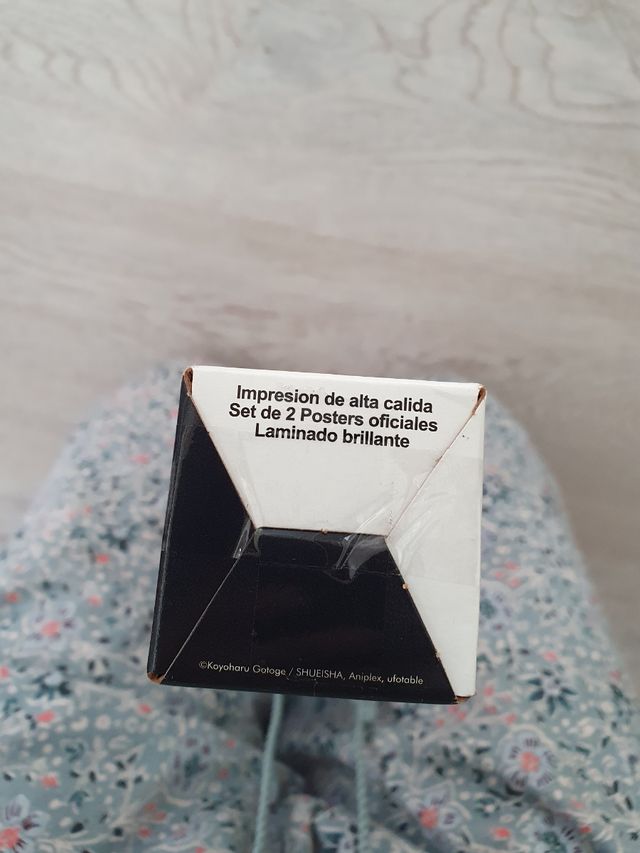 Impresion de alta calida
Set de 2 Posters oficiales
Laminado brillante
©Koyoharu Gotoge / SHUEISHA, Aniplex, ufotable